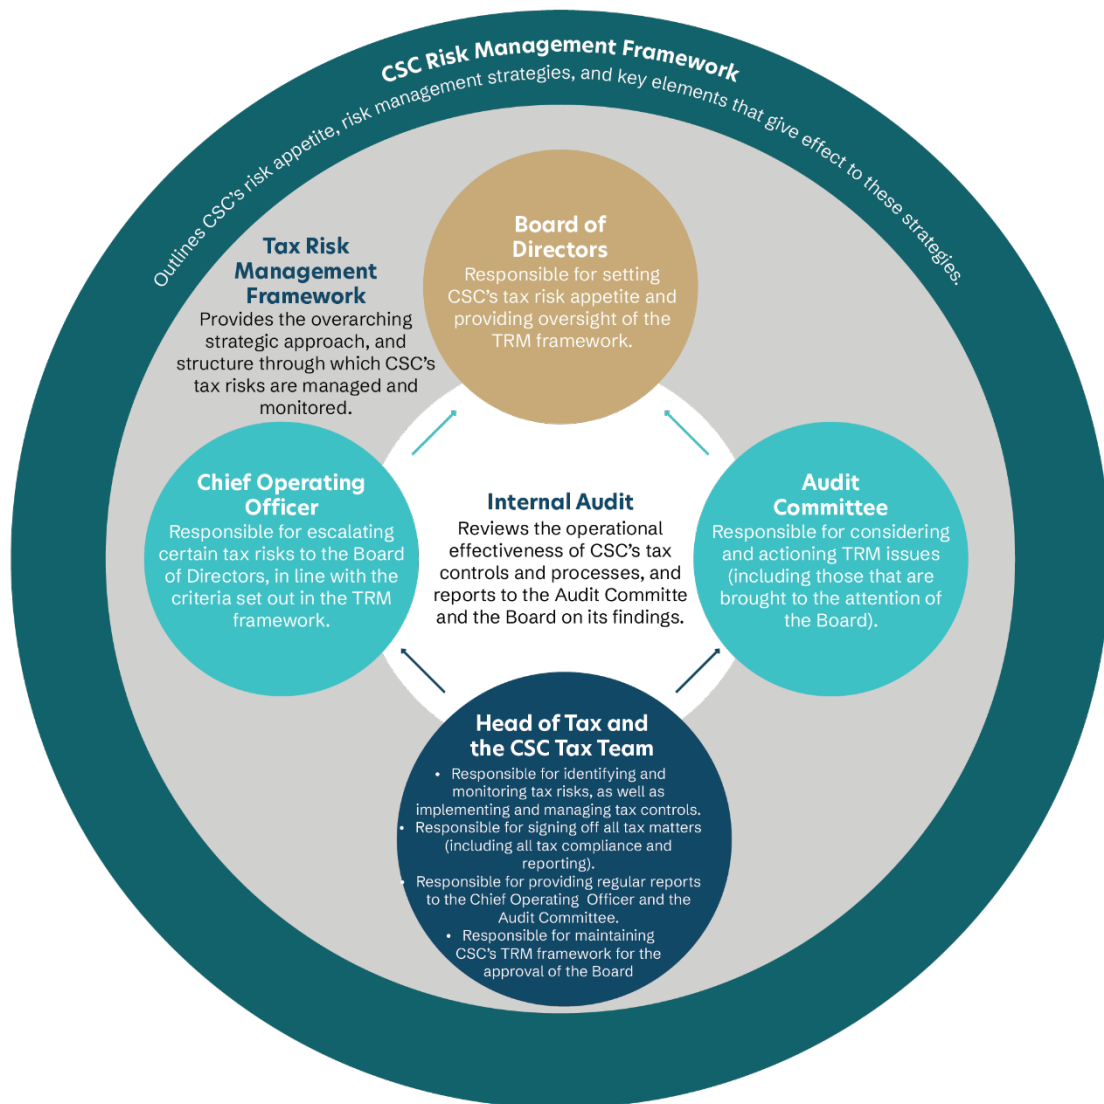 CSC Risk Management Framework
Outlines CSC's risk appetite, risk management strategies, and key elements that give effect to these strategies.
Board of
Directors
Responsible for setting
CSC's tax risk appetite and
providing oversight of the
TRM framework.
Tax Risk
Management
Framework
Provides the overarching
strategic approach, and
structure through which CSC's
tax risks are managed and
monitored.
Chief Operating
Officer
Responsible for escalating
certain tax risks to the Board
of Directors, in line with the
criteria set out in the TRM
framework.
Internal Audit
Reviews the operational
effectiveness of CSC's tax
controls and processes, and
reports to the Audit Committe
and the Board on its findings.
Audit
Committee
Responsible for considering
and actioning TRM issues
(including those that are
brought to the attention of
the Board).
Head of Tax and
the CSC Tax Team
• Responsible for identifying and
monitoring tax risks, as well as
implementing and managing tax controls.
• Responsible for signing off all tax matters
(including all tax compliance and
reporting).
• Responsible for providing regular reports
to the Chief Operating Officer and the
Audit Committee.
• Responsible for maintaining
CSC's TRM framework for the
approval of the Board